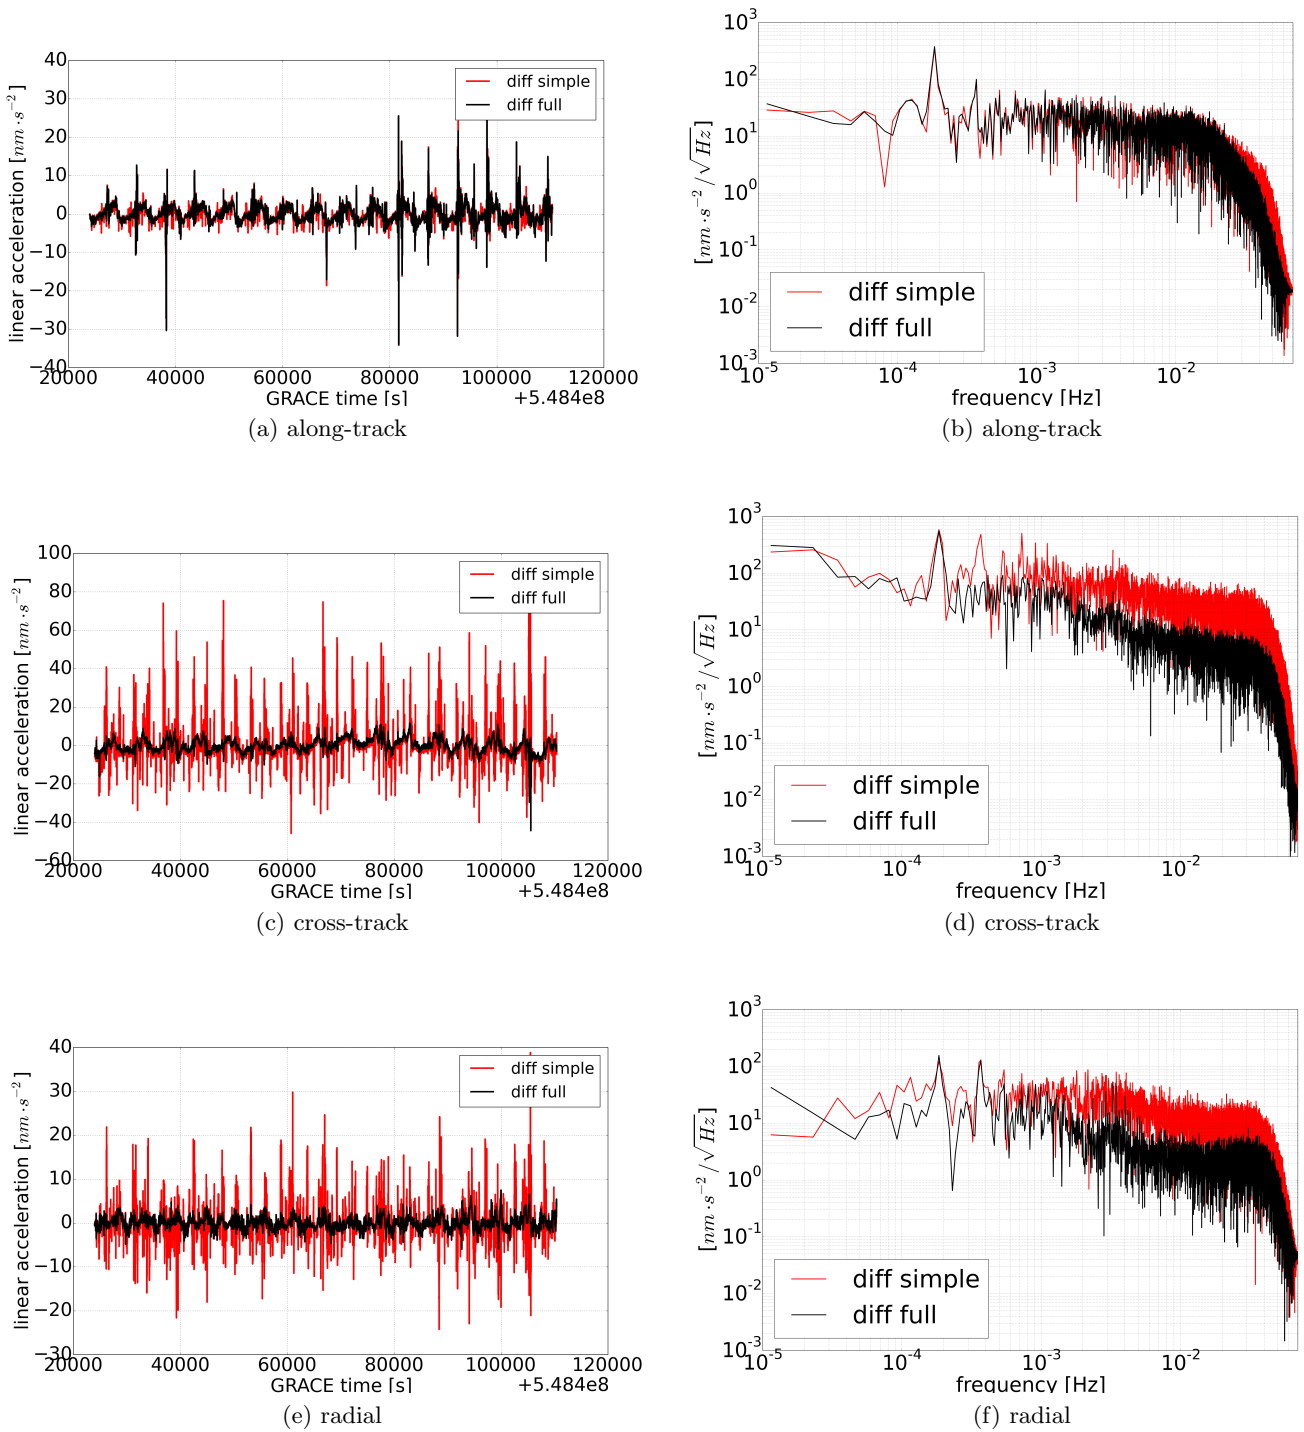 40
30
20
10
0
−10
−20
−30
−40
linear acceleration [nm·s⁻²]
diff simple
diff full
20000 40000 60000 80000 100000 120000
GRACE time [s] +5.484e8
(a) along-track
10³
10²
10¹
10⁰
10⁻¹
10⁻²
10⁻³
[nm·s⁻²/√Hz]
diff simple
diff full
10⁻⁵ 10⁻⁴ 10⁻³ 10⁻²
frequency [Hz]
(b) along-track
100
80
60
40
20
0
−20
−40
−60
linear acceleration [nm·s⁻²]
diff simple
diff full
20000 40000 60000 80000 100000 120000
GRACE time [s] +5.484e8
(c) cross-track
10³
10²
10¹
10⁰
10⁻¹
10⁻²
10⁻³
[nm·s⁻²/√Hz]
diff simple
diff full
10⁻⁵ 10⁻⁴ 10⁻³ 10⁻²
frequency [Hz]
(d) cross-track
40
30
20
10
0
−10
−20
−30
linear acceleration [nm·s⁻²]
diff simple
diff full
20000 40000 60000 80000 100000 120000
GRACE time [s] +5.484e8
(e) radial
10³
10²
10¹
10⁰
10⁻¹
10⁻²
10⁻³
[nm·s⁻²/√Hz]
diff simple
diff full
10⁻⁵ 10⁻⁴ 10⁻³ 10⁻²
frequency [Hz]
(f) radial